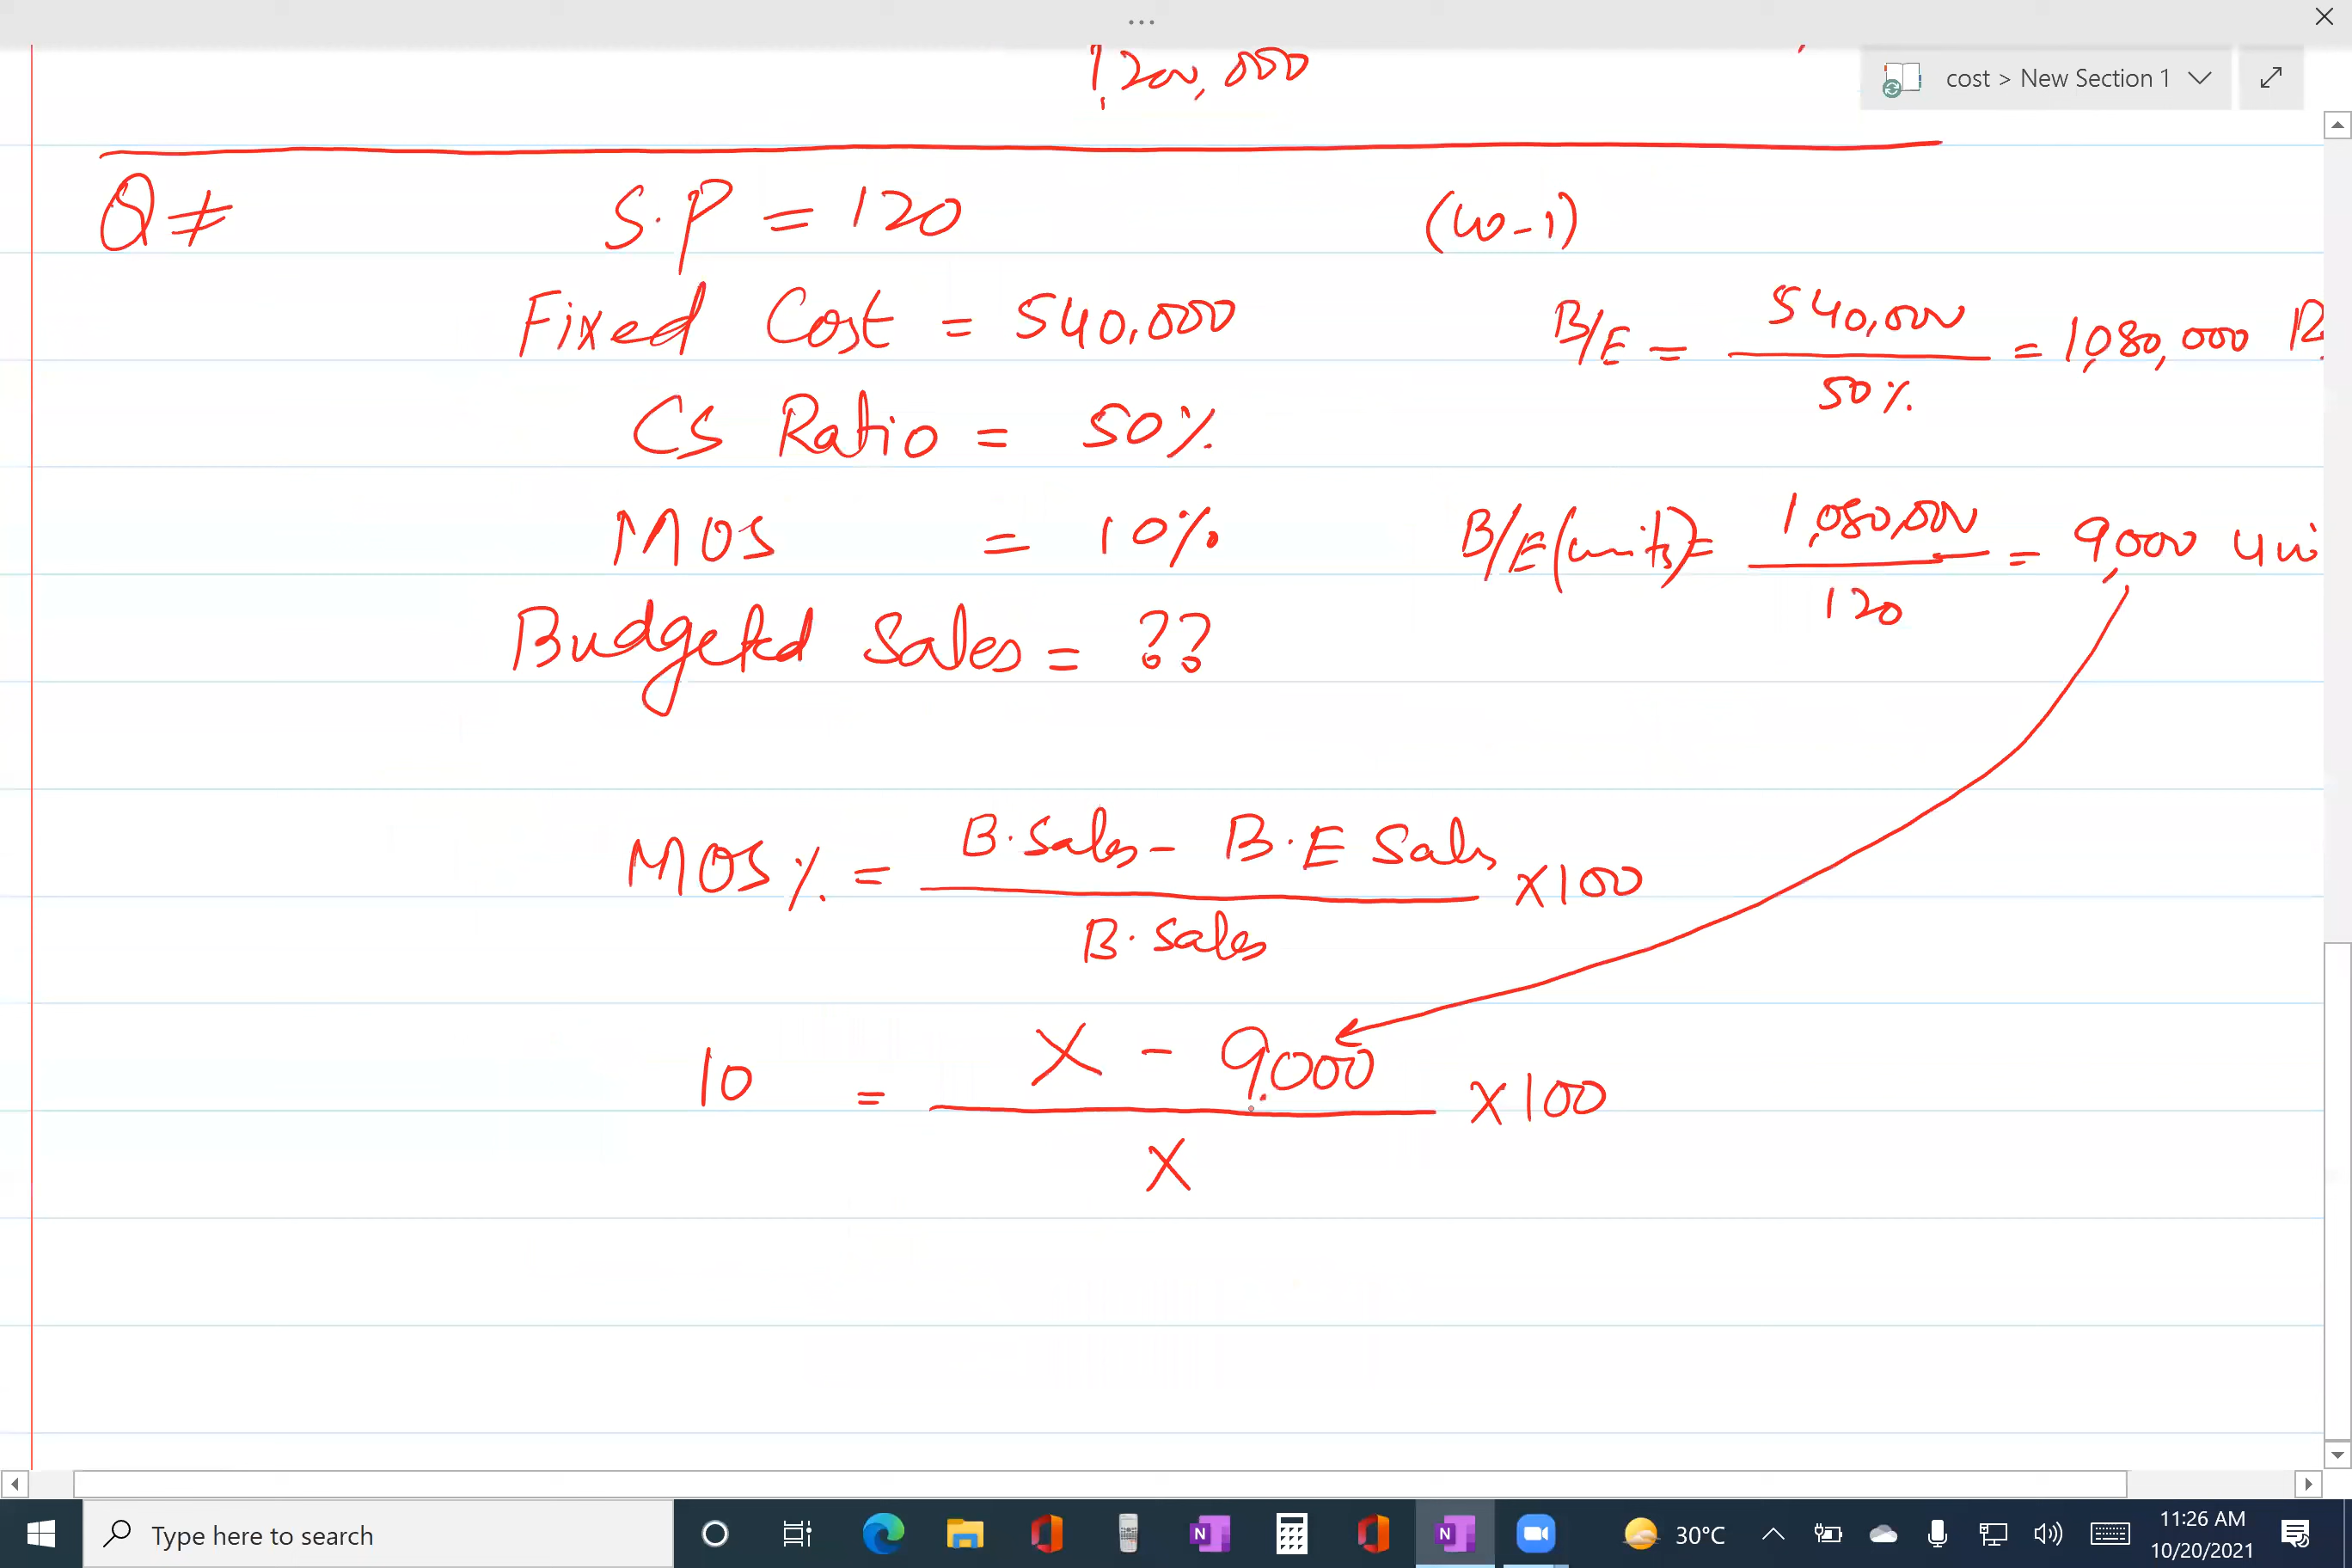 1,200,000
cost > New Section 1
Q ≠ S.P = 120 (w-1)
Fixed Cost = 540,000 B/E = 540,000 / 50% = 1,080,000
CS Ratio = 50%
MOS = 10% B/E (units) = 1,080,000 / 120 = 9,000
Budgeted Sales = ??
MOS% = B.Sales - B.E Sales / B.Sales x100
10 = X - 9,000 / X x100
Type here to search
30°C
11:26 AM
10/20/2021